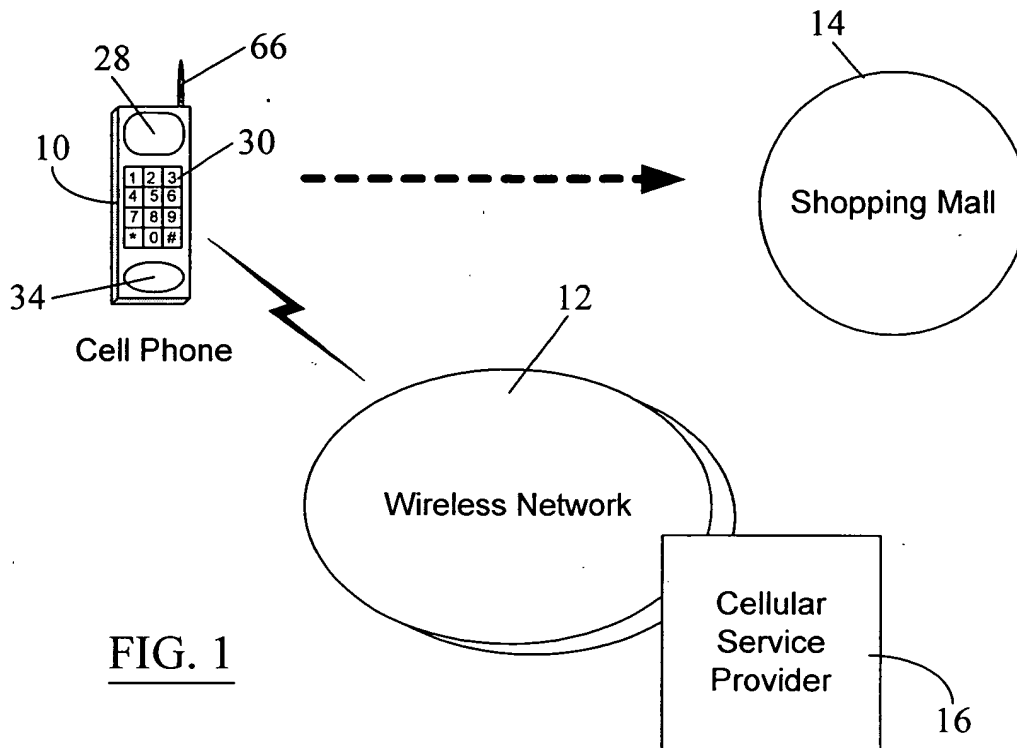 14
66
28
10
30
1 2 3
4 5 6
7 8 9
* 0 #
Shopping Mall
34
Cell Phone
12
Wireless Network
Cellular
Service
Provider
FIG. 1
16